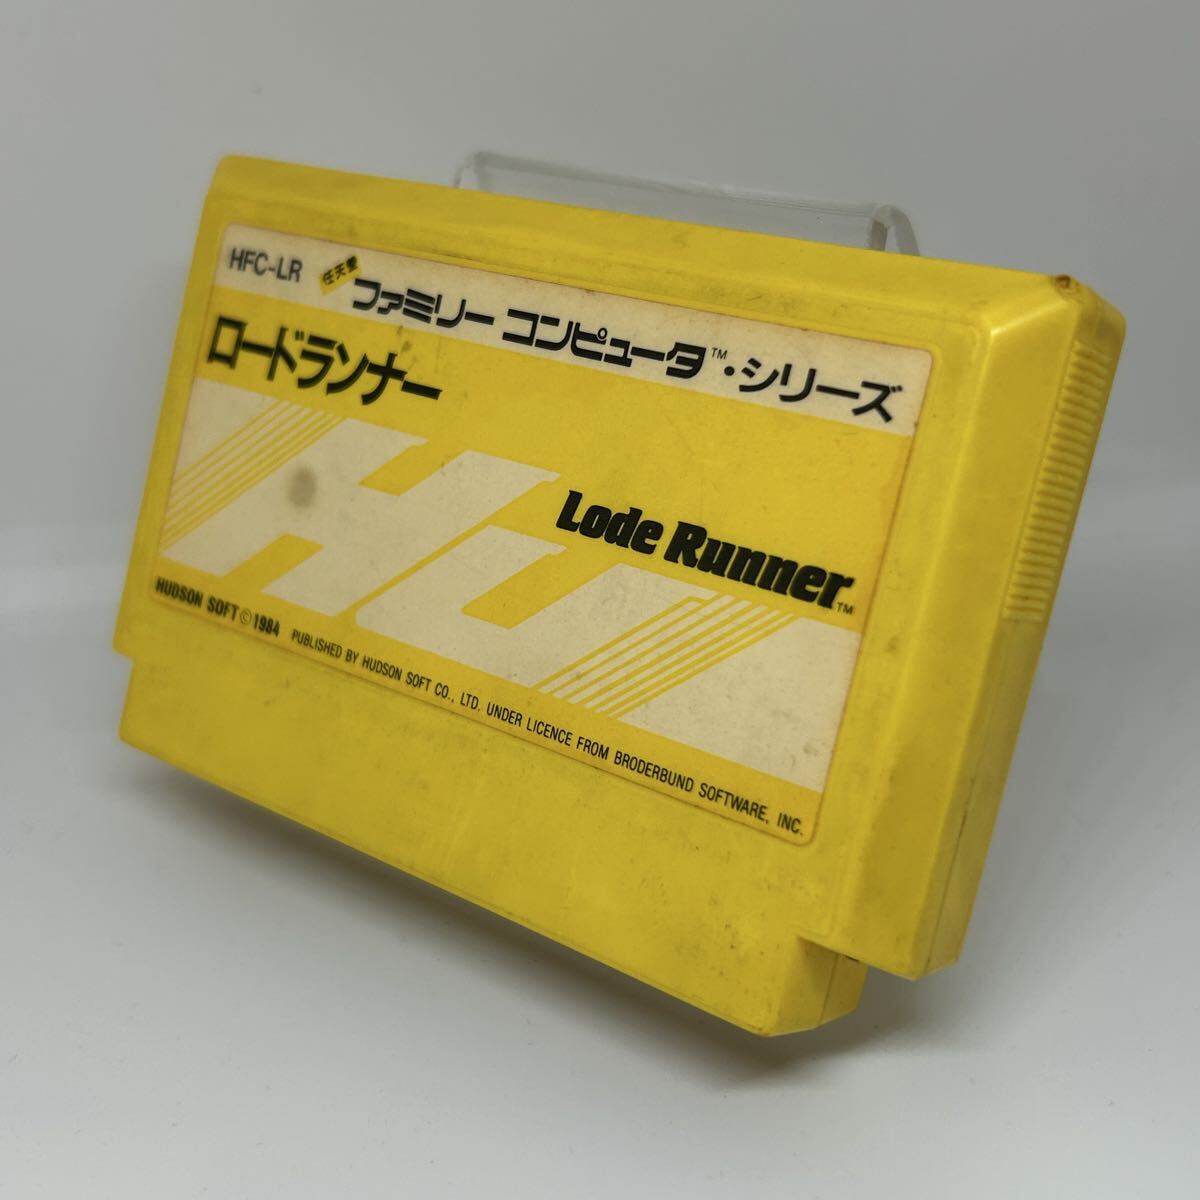 HFC-LR 任天堂 ファミリー コンピュータ™・シリーズ
ロードランナー
HU
Lode Runner™
HUDSON SOFT © 1984 PUBLISHED BY HUDSON SOFT CO., LTD. UNDER LICENCE FROM BRODERBUND SOFTWARE, INC.